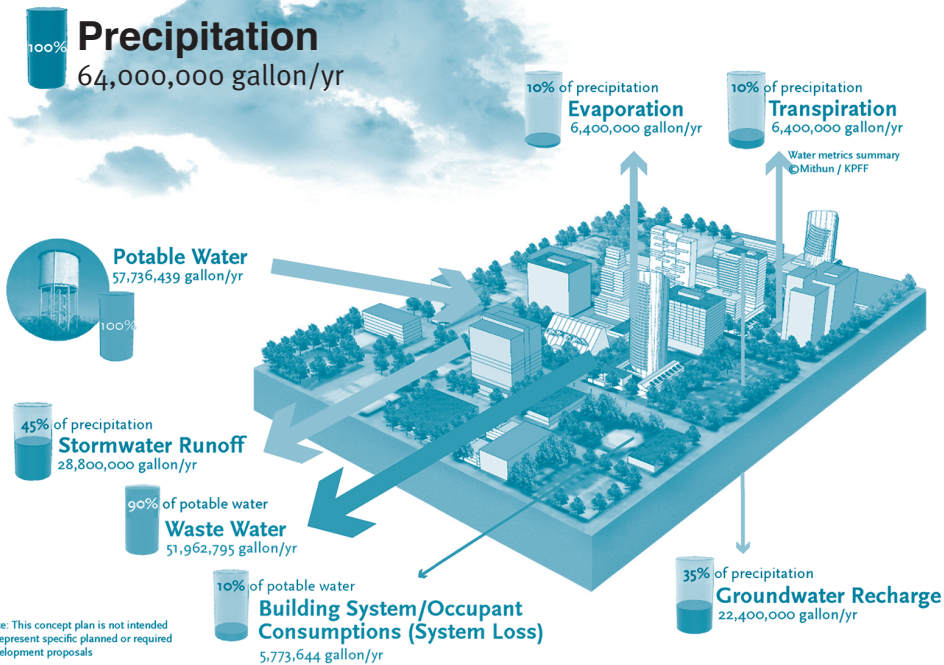 100%
Precipitation
64,000,000 gallon/yr
10% of precipitation
Evaporation
6,400,000 gallon/yr
10% of precipitation
Transpiration
6,400,000 gallon/yr
Water metrics summary
©Mithun / KPFF
Potable Water
57,736,439 gallon/yr
100%
45% of precipitation
Stormwater Runoff
28,800,000 gallon/yr
90% of potable water
Waste Water
51,962,795 gallon/yr
10% of potable water
Building System/Occupant
Consumptions (System Loss)
5,773,644 gallon/yr
35% of precipitation
Groundwater Recharge
22,400,000 gallon/yr
te: This concept plan is not intended
epresent specific planned or required
elopment proposals